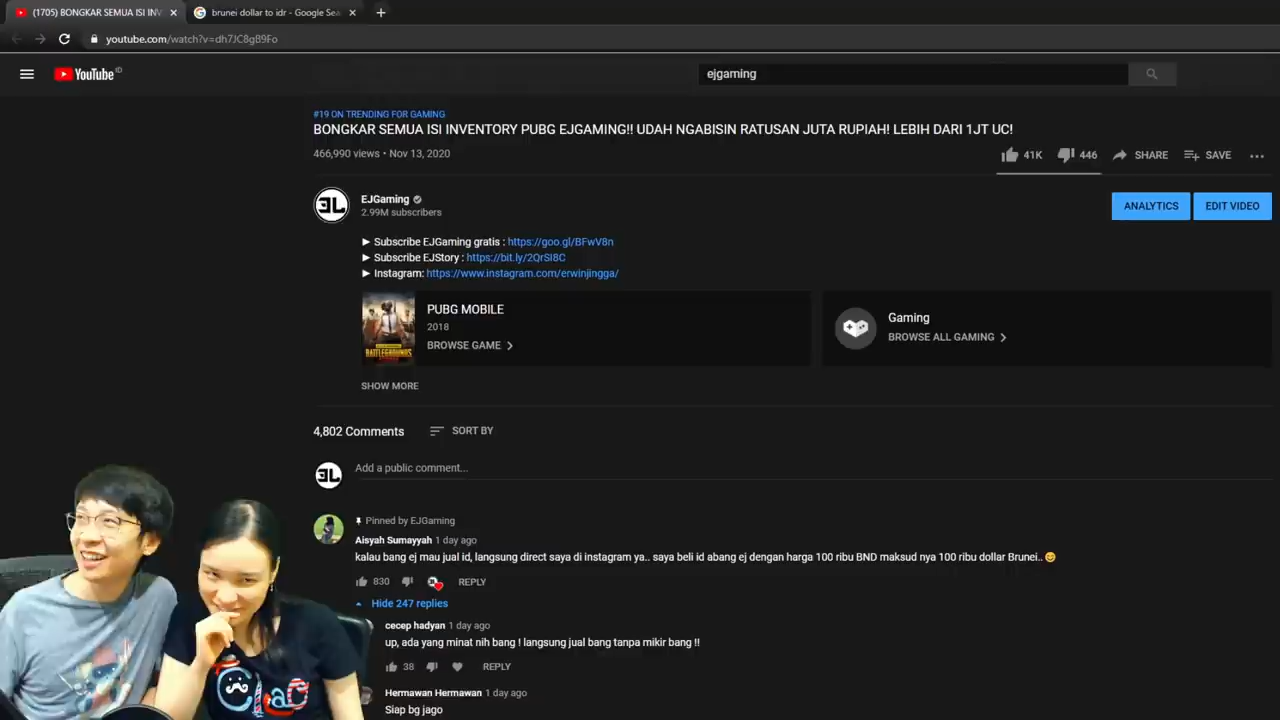 (1705) BONGKAR SEMUA ISI INV
brunei dollar to idr - Google Sea
youtube.com/watch?v=dh7JC8gB9Fo
YouTube ID
ejgaming
#19 ON TRENDING FOR GAMING
BONGKAR SEMUA ISI INVENTORY PUBG EJGAMING!! UDAH NGABISIN RATUSAN JUTA RUPIAH! LEBIH DARI 1JT UC!
466,990 views • Nov 13, 2020
41K 446 SHARE SAVE
EJGaming
2.99M subscribers
ANALYTICS EDIT VIDEO
► Subscribe EJGaming gratis : https://goo.gl/BFwV8n
► Subscribe EJStory : https://bit.ly/2QrSI8C
► Instagram: https://www.instagram.com/erwinjingga/
BATTLEGROUNDS
PUBG MOBILE
2018
BROWSE GAME
Gaming
BROWSE ALL GAMING
SHOW MORE
4,802 Comments SORT BY
Add a public comment...
Pinned by EJGaming
Aisyah Sumayyah 1 day ago
kalau bang ej mau jual id, langsung direct saya di instagram ya.. saya beli id abang ej dengan harga 100 ribu BND maksud nya 100 ribu dollar Brunei.. 😊
830 REPLY
Hide 247 replies
cecep hadyan 1 day ago
up, ada yang minat nih bang ! langsung jual bang tanpa mikir bang !!
38 REPLY
Hermawan Hermawan 1 day ago
Siap bg jago